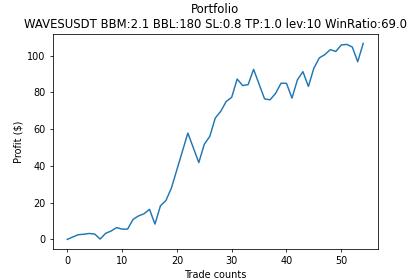 Portfolio
WAVESUSDT BBM:2.1 BBL:180 SL:0.8 TP:1.0 lev:10 WinRatio:69.0
100
80
60
40
20
0
Profit ($)
0 10 20 30 40 50
Trade counts